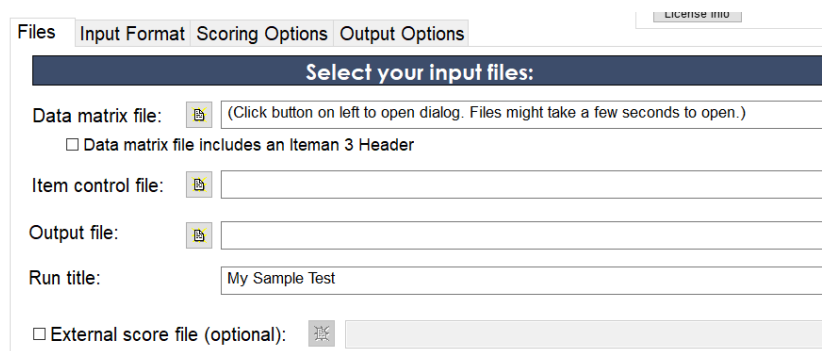 License Info
Files Input Format Scoring Options Output Options
Select your input files:
Data matrix file: (Click button on left to open dialog. Files might take a few seconds to open.)
Data matrix file includes an Iteman 3 Header
Item control file:
Output file:
Run title: My Sample Test
External score file (optional):